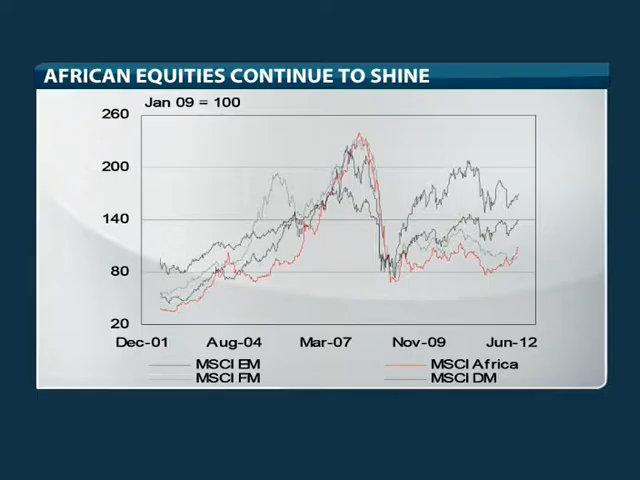 AFRICAN EQUITIES CONTINUE TO SHINE
Jan 09 = 100
260
200
140
80
20
Dec-01 Aug-04 Mar-07 Nov-09 Jun-12
MSCI EM MSCI Africa
MSCI FM MSCI DM